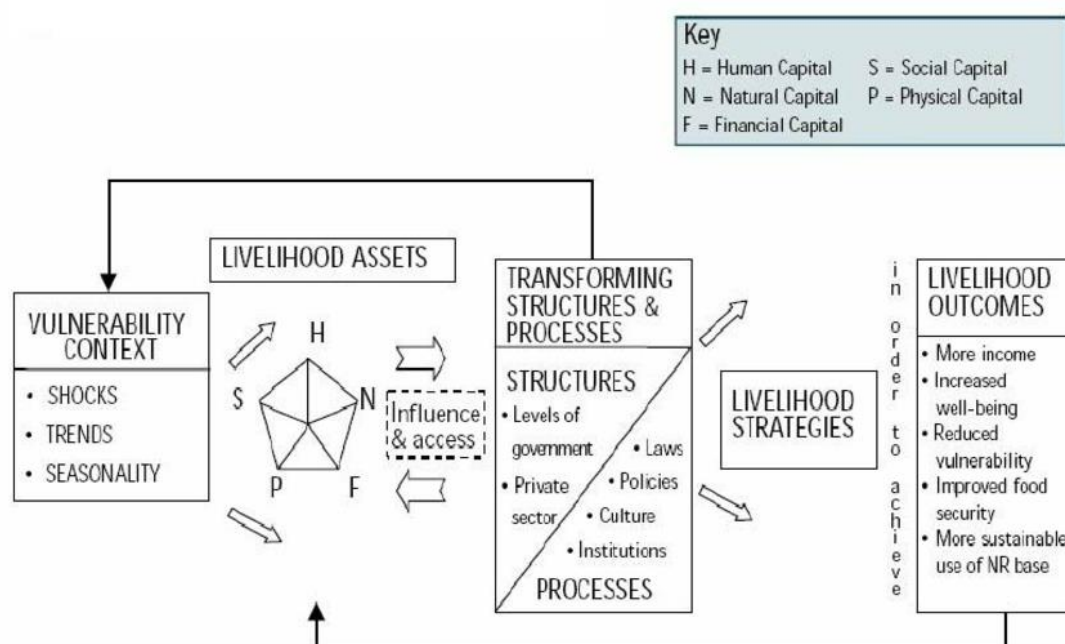 Key
H = Human Capital S = Social Capital
N = Natural Capital P = Physical Capital
F = Financial Capital
LIVELIHOOD ASSETS
VULNERABILITY
CONTEXT
• SHOCKS
• TRENDS
• SEASONALITY
H
S
N
P
F
Influence
& access
TRANSFORMING
STRUCTURES &
PROCESSES
STRUCTURES
• Levels of
government
• Private
sector
• Laws
• Policies
• Culture
• Institutions
PROCESSES
LIVELIHOOD
STRATEGIES
in order to achieve
LIVELIHOOD
OUTCOMES
• More income
• Increased
well-being
• Reduced
vulnerability
• Improved food
security
• More sustainable
use of NR base